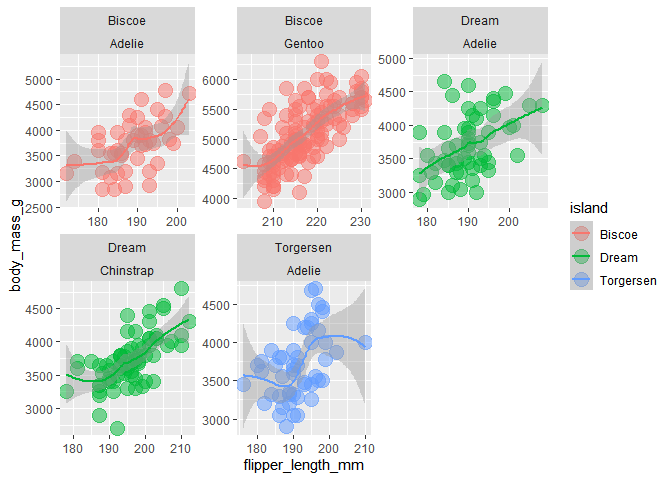 Biscoe
Adelie
5000
4500
4000
3500
3000
2500
180
190
200
Biscoe
Gentoo
6000
5500
5000
4500
4000
210
220
230
Dream
Adelie
5000
4500
4000
3500
3000
180
190
200
Dream
Chinstrap
4500
4000
3500
3000
180
190
200
210
Torgersen
Adelie
4500
4000
3500
3000
180
190
200
210
body_mass_g
flipper_length_mm
island
Biscoe
Dream
Torgersen